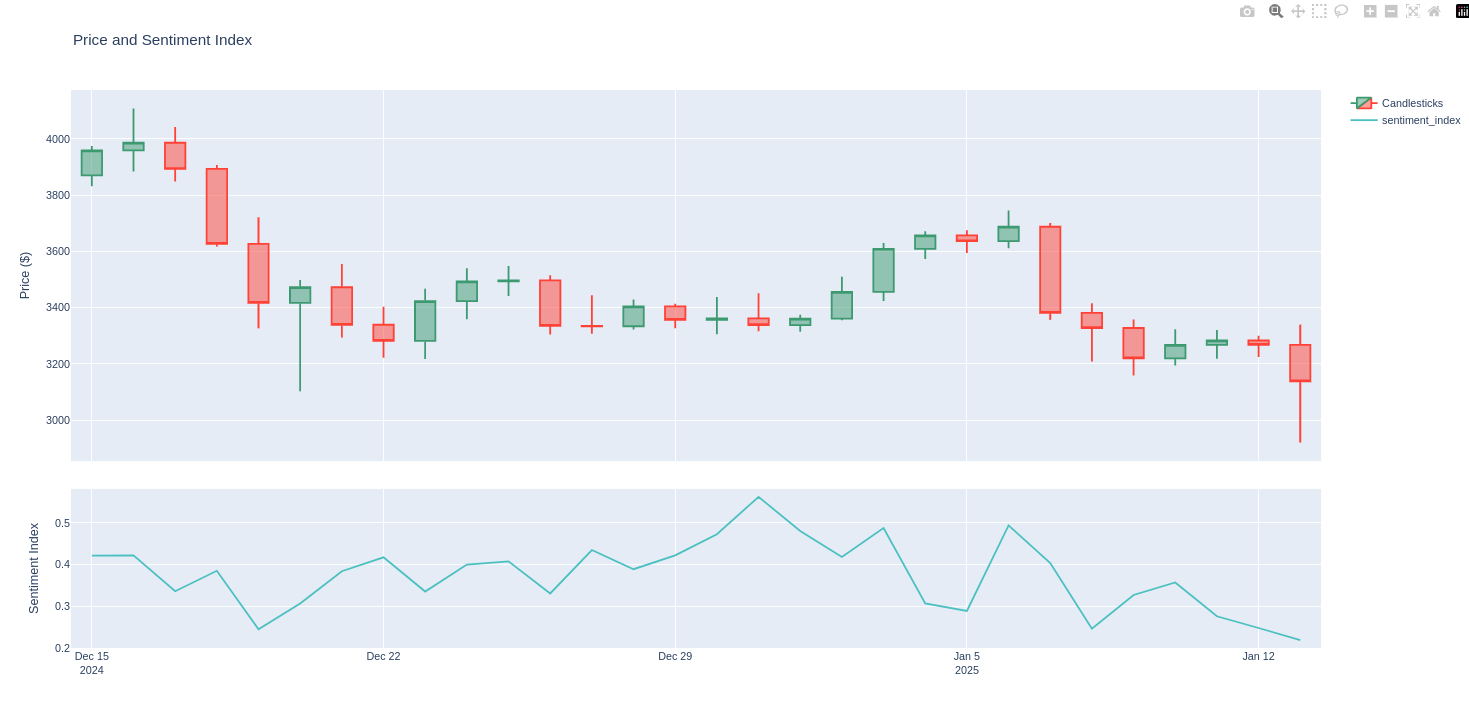 Price and Sentiment Index
Candlesticks
sentiment_index
Price ($)
4000
3800
3600
3400
3200
3000
Sentiment Index
0.5
0.4
0.3
0.2
Dec 15
2024
Dec 22
Dec 29
Jan 5
2025
Jan 12